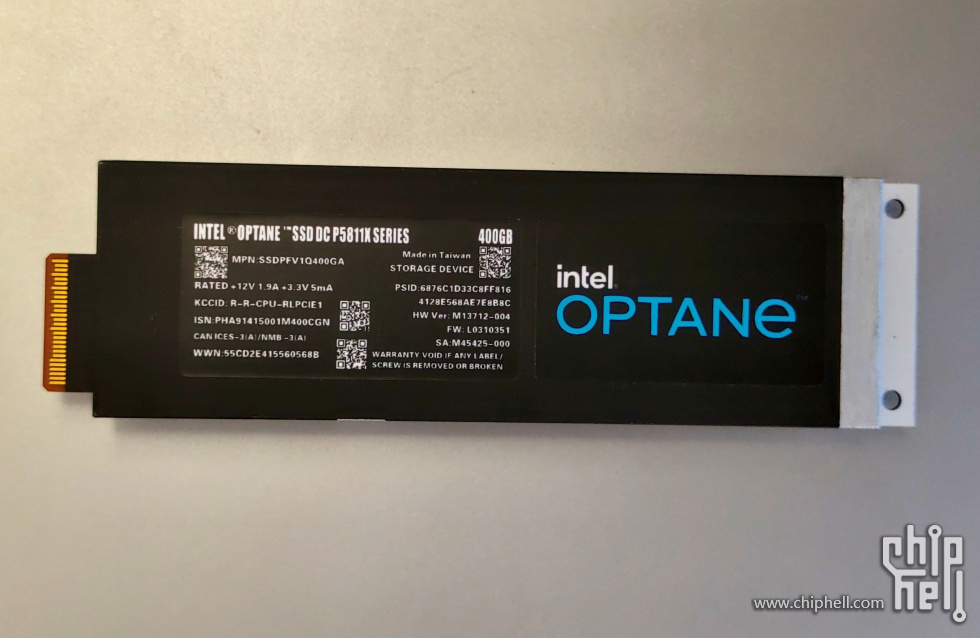 INTEL ® OPTANE ™ SSD DC P5811X SERIES 400GB
MPN:SSDPFV1Q400GA
Made in Taiwan
STORAGE DEVICE
RATED +12V 1.9A +3.3V 5mA
PSID:6876C1D33C8FF816
4128E568AE7E8B8C
KCCID: R-R-CPU-RLPCIE1
HW Ver: M13712-004
ISN:PHA91415001M400CGN
FW: L0310351
CAN ICES-3(A)/NMB-3(A)
SA:M45425-000
WWN:55CD2E415560568B
WARRANTY VOID IF ANY LABEL/
SCREW IS REMOVED OR BROKEN
intel.
OPTANe™
www.chiphell.com
chip
hell